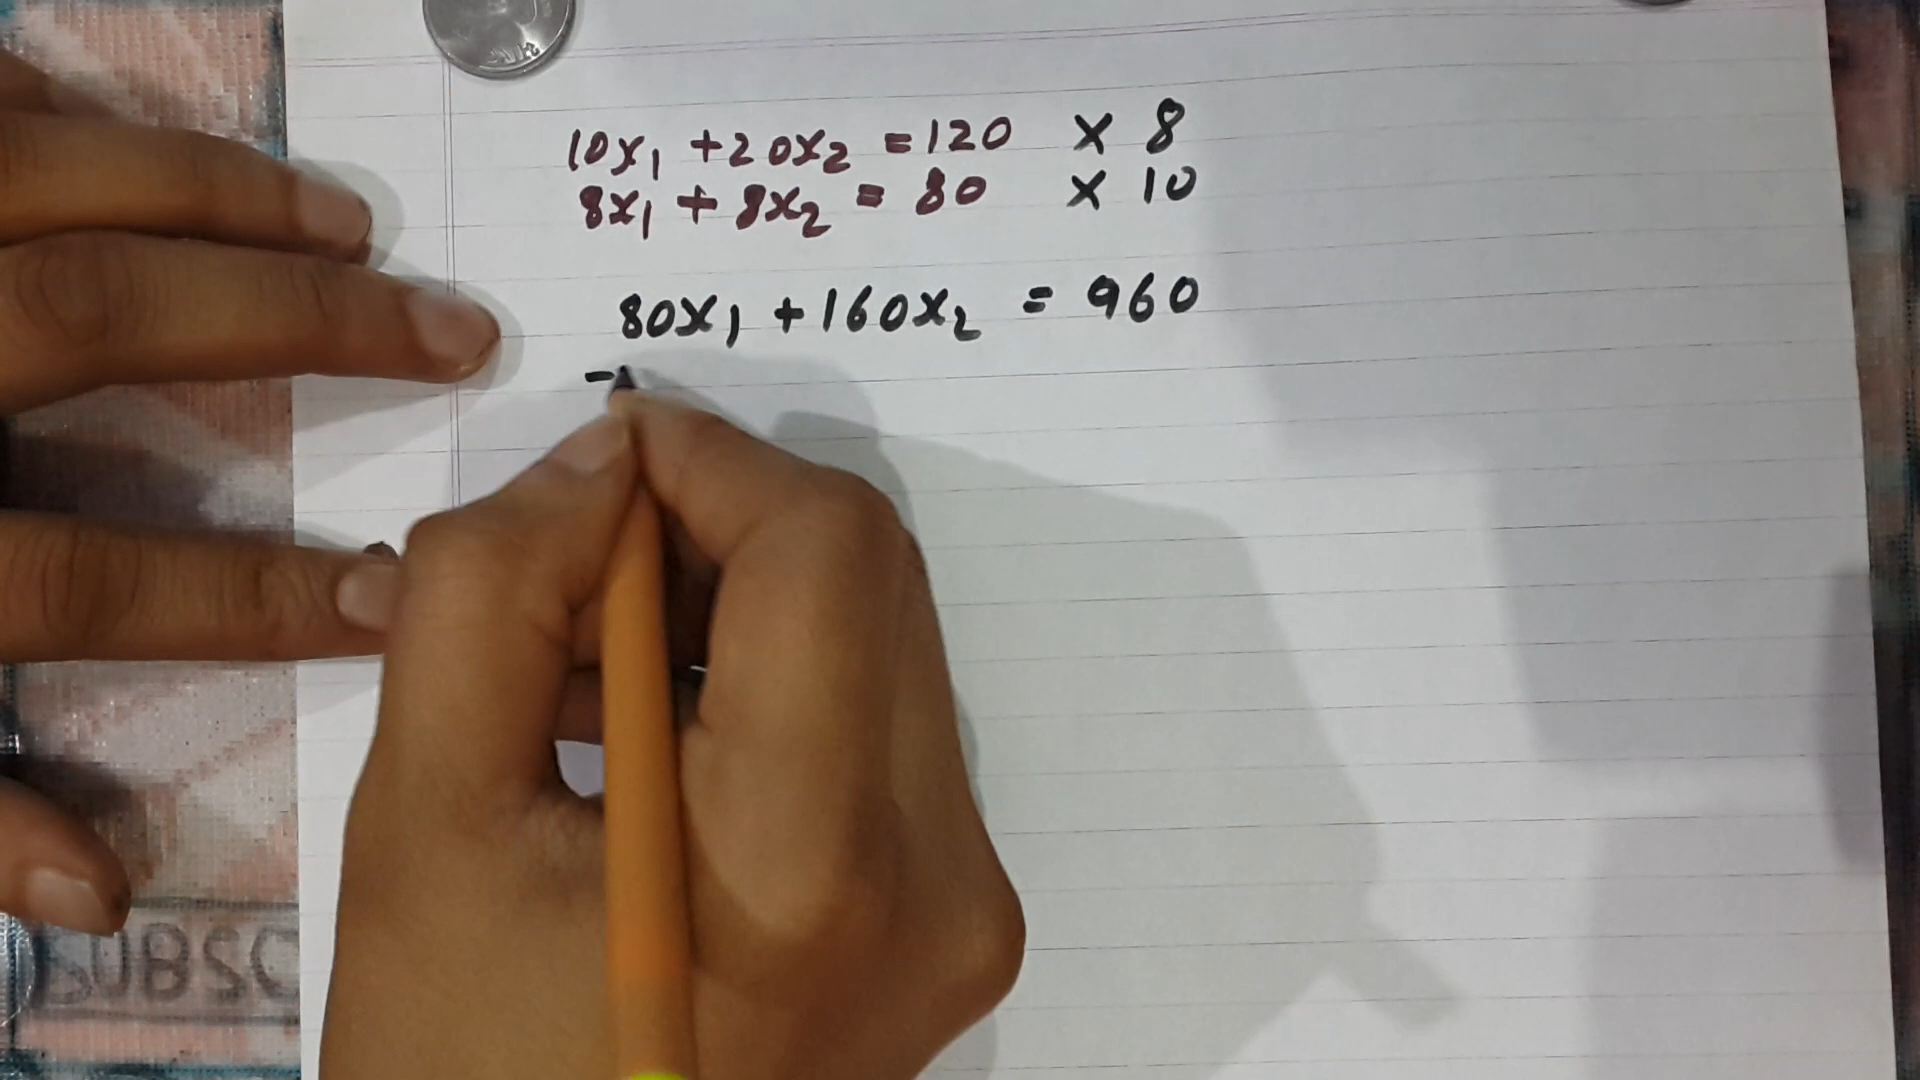 10x₁ + 20x₂ = 120 × 8
8x₁ + 8x₂ = 80 × 10
80x₁ + 160x₂ = 960
-
SUBSC